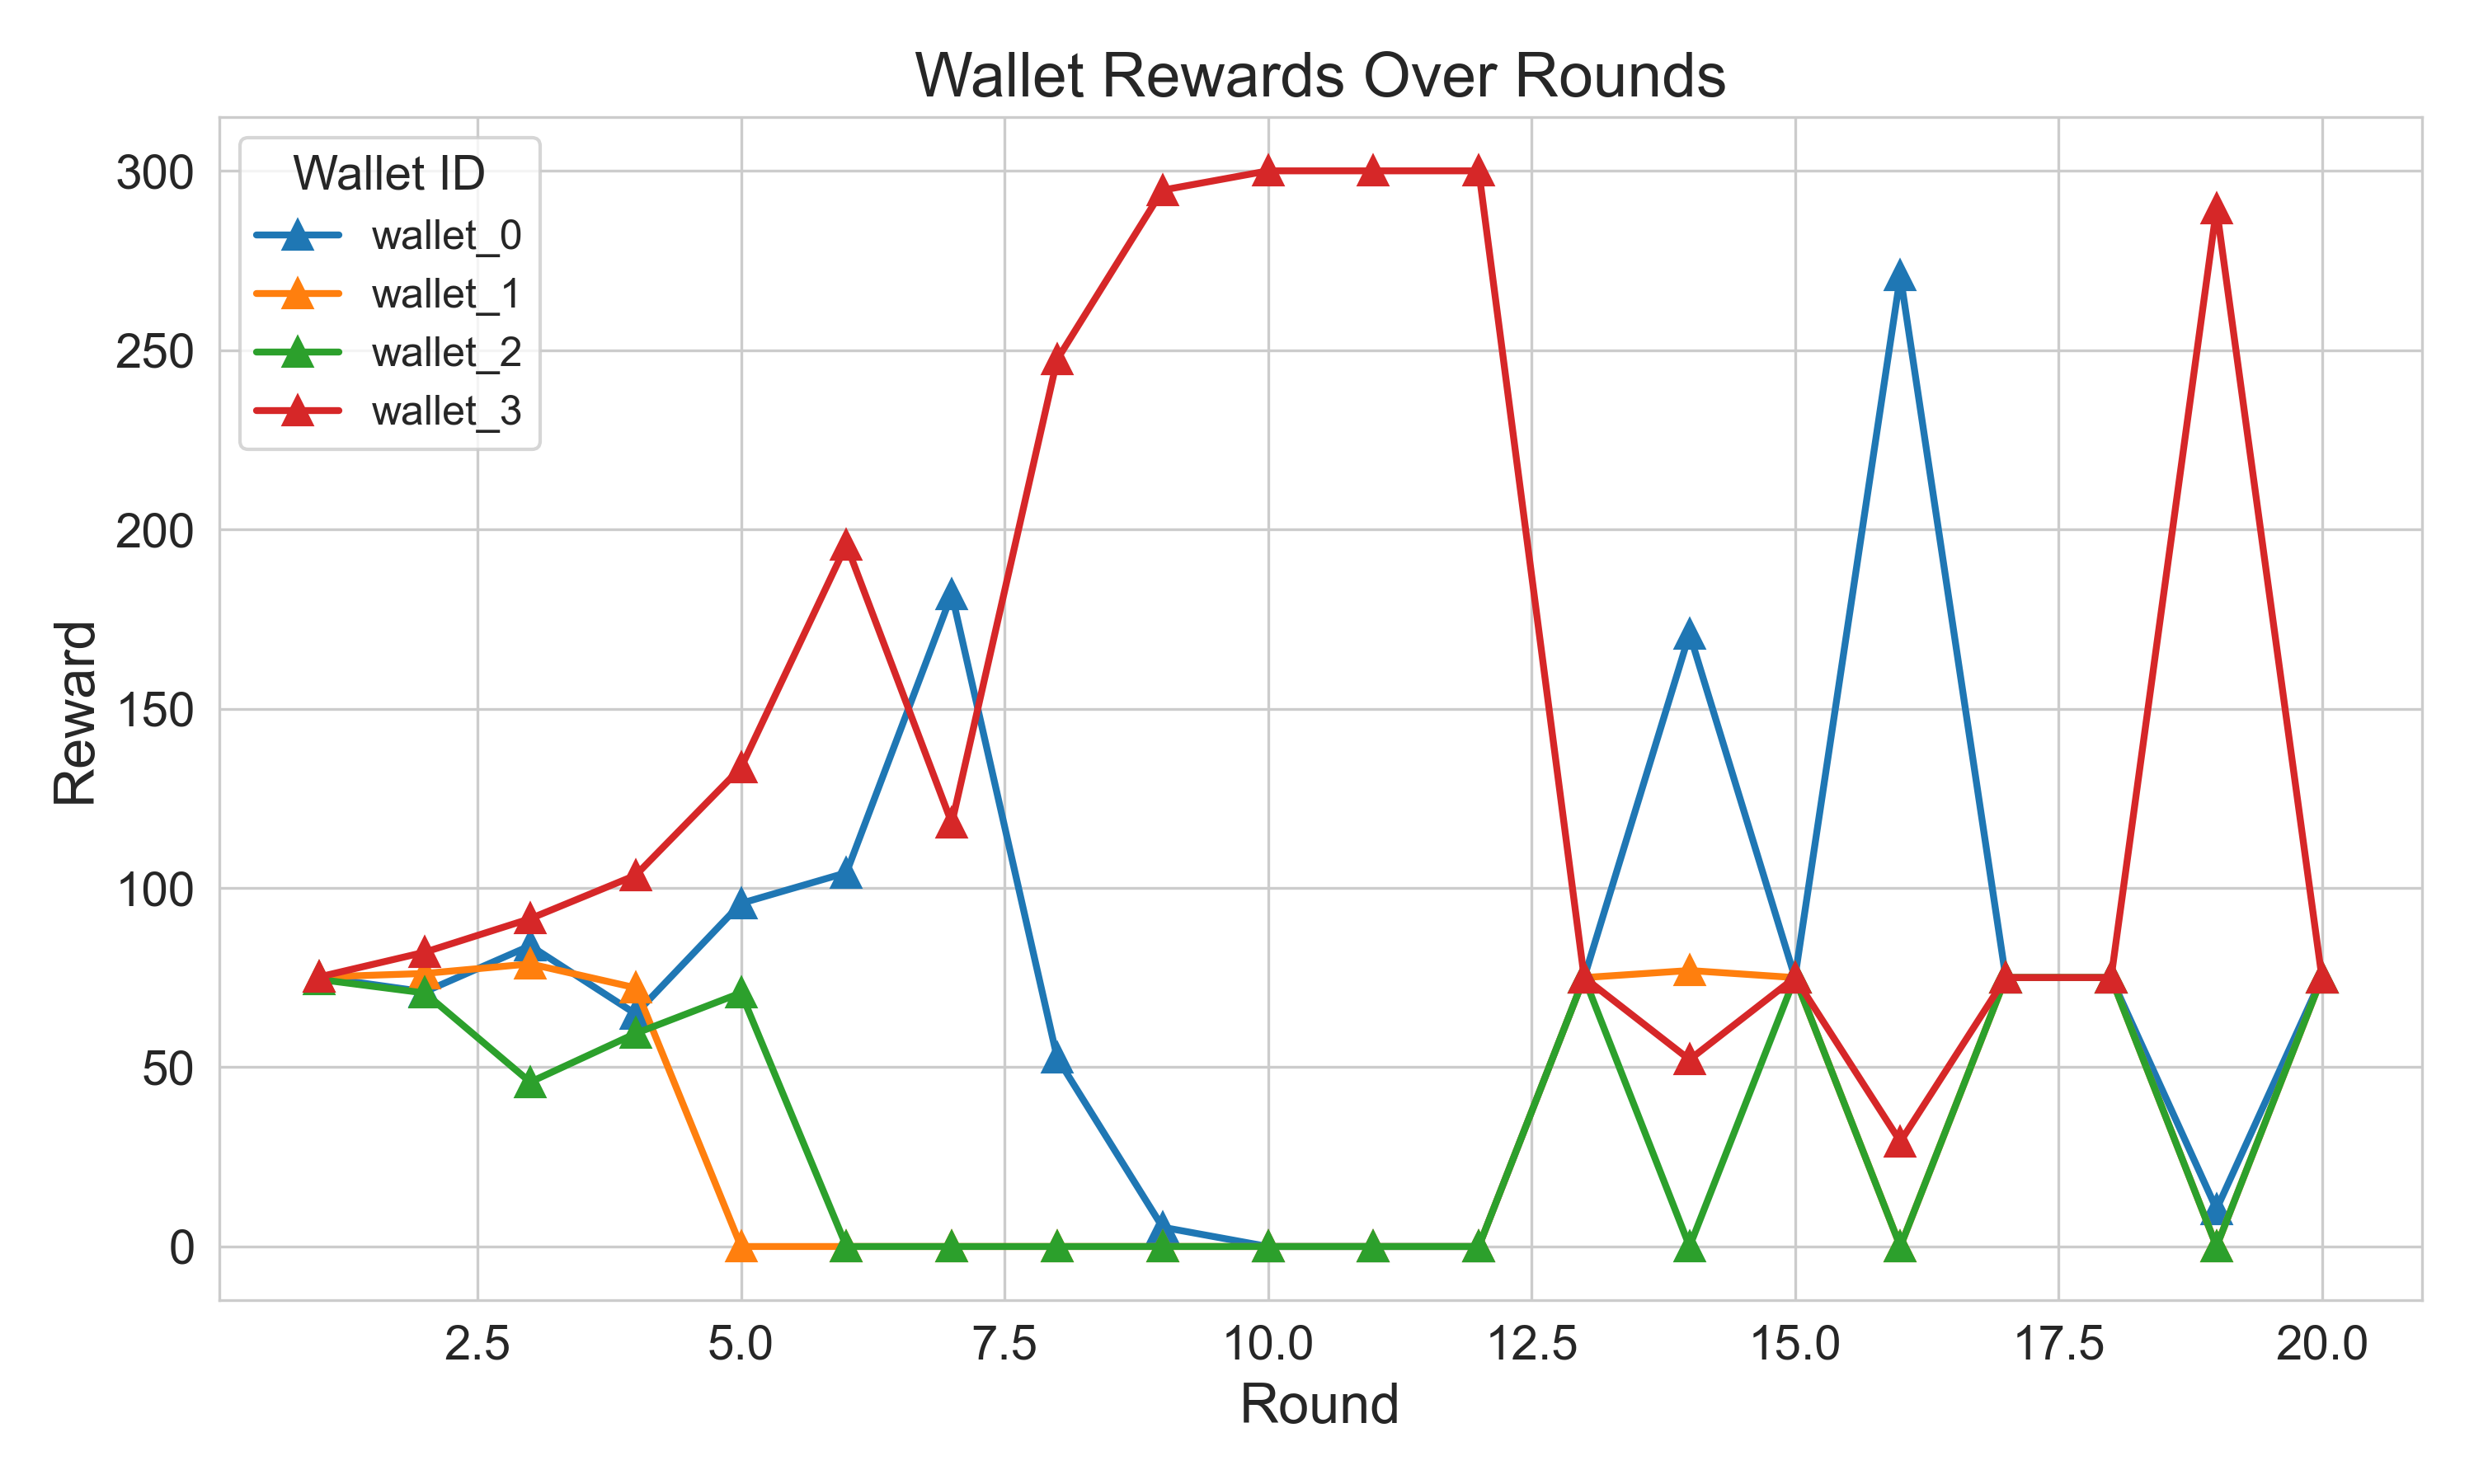 Wallet Rewards Over Rounds
Wallet ID
wallet_0
wallet_1
wallet_2
wallet_3
Reward
300
250
200
150
100
50
0
2.5 5.0 7.5 10.0 12.5 15.0 17.5 20.0
Round